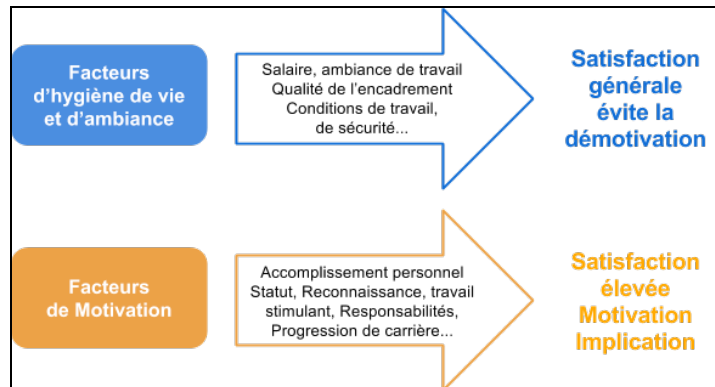 Facteurs
d'hygiène de vie
et d'ambiance
Salaire, ambiance de travail
Qualité de l'encadrement
Conditions de travail,
de sécurité...
Satisfaction
générale
évite la
démotivation
Facteurs
de Motivation
Accomplissement personnel
Statut, Reconnaissance, travail
stimulant, Responsabilités,
Progression de carrière...
Satisfaction
élevée
Motivation
Implication